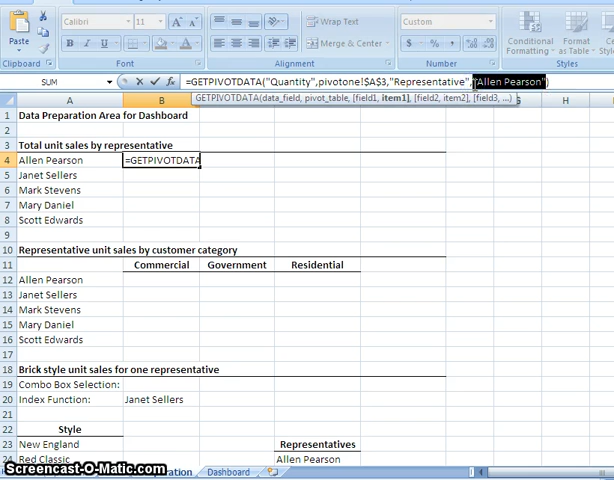 Calibri 11 A A
Wrap Text
Custom
Paste
B I U
Merge & Center
$ % ,
Conditional Formatting
Format as Table
Clipboard Font Alignment Number Styles
SUM fx =GETPIVOTDATA("Quantity",pivotone!$A$3,"Representative","Allen Pearson")
GETPIVOTDATA(data_field, pivot_table, [field1, item1], [field2, item2], [field3, ...)
A B G H
1 Data Preparation Area for Dashboard
2
3 Total unit sales by representative
4 Allen Pearson =GETPIVOTDATA
5 Janet Sellers
6 Mark Stevens
7 Mary Daniel
8 Scott Edwards
9
10 Representative unit sales by customer category
11 Commercial Government Residential
12 Allen Pearson
13 Janet Sellers
14 Mark Stevens
15 Mary Daniel
16 Scott Edwards
17
18 Brick style unit sales for one representative
19 Combo Box Selection:
20 Index Function: Janet Sellers
21
22 Style
23 New England Representatives
24 Red Classic Allen Pearson
Screencast-O-Matic.com
Dashboard